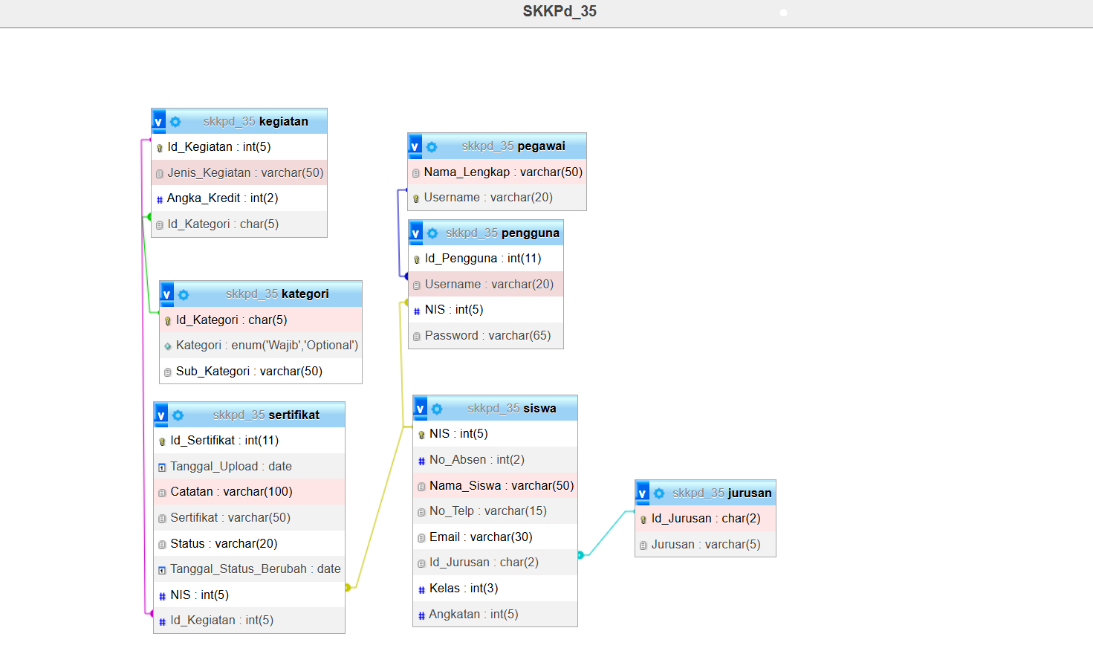 SKKPd_35
v skkpd_35 kegiatan
Id_Kegiatan : int(5)
Jenis_Kegiatan : varchar(50)
# Angka_Kredit : int(2)
Id_Kategori : char(5)
v skkpd_35 kategori
Id_Kategori : char(5)
Kategori : enum('Wajib','Optional')
Sub_Kategori : varchar(50)
v skkpd_35 sertifikat
Id_Sertifikat : int(11)
Tanggal_Upload : date
Catatan : varchar(100)
Sertifikat : varchar(50)
Status : varchar(20)
Tanggal_Status_Berubah : date
# NIS : int(5)
# Id_Kegiatan : int(5)
v skkpd_35 pegawai
Nama_Lengkap : varchar(50)
Username : varchar(20)
v skkpd_35 pengguna
Id_Pengguna : int(11)
Username : varchar(20)
# NIS : int(5)
Password : varchar(65)
v skkpd_35 siswa
NIS : int(5)
# No_Absen : int(2)
Nama_Siswa : varchar(50)
No_Telp : varchar(15)
Email : varchar(30)
Id_Jurusan : char(2)
# Kelas : int(3)
# Angkatan : int(5)
v skkpd_35 jurusan
Id_Jurusan : char(2)
Jurusan : varchar(5)